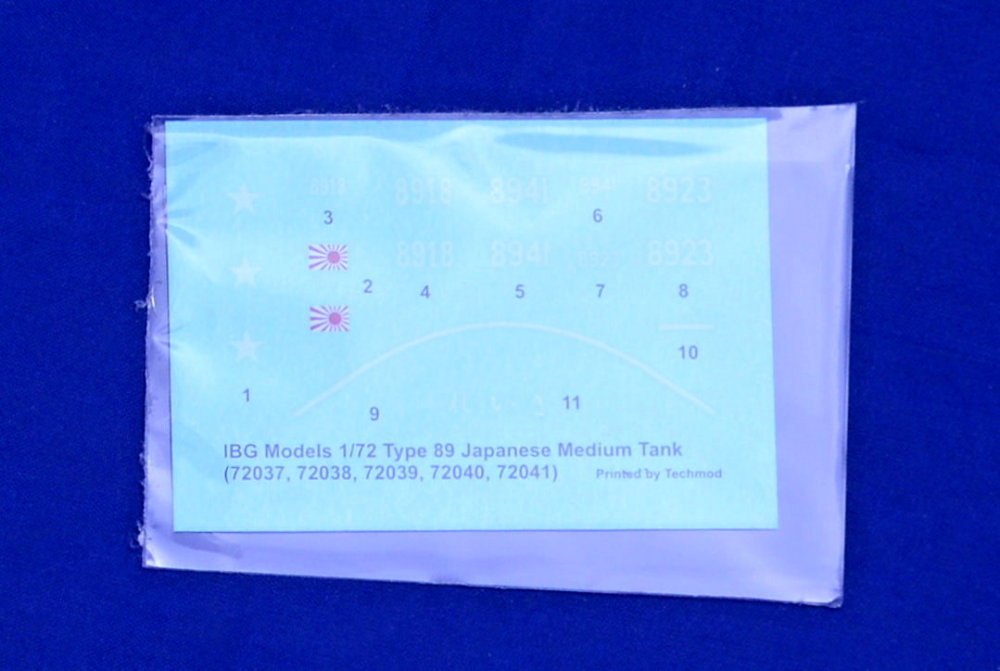 8918 8918 8941 8941 8923
3 6
8918 8941 8923 8923
2 4 5 7 8
10
1 9 11
IBG Models 1/72 Type 89 Japanese Medium Tank
(72037, 72038, 72039, 72040, 72041) Printed by Techmod